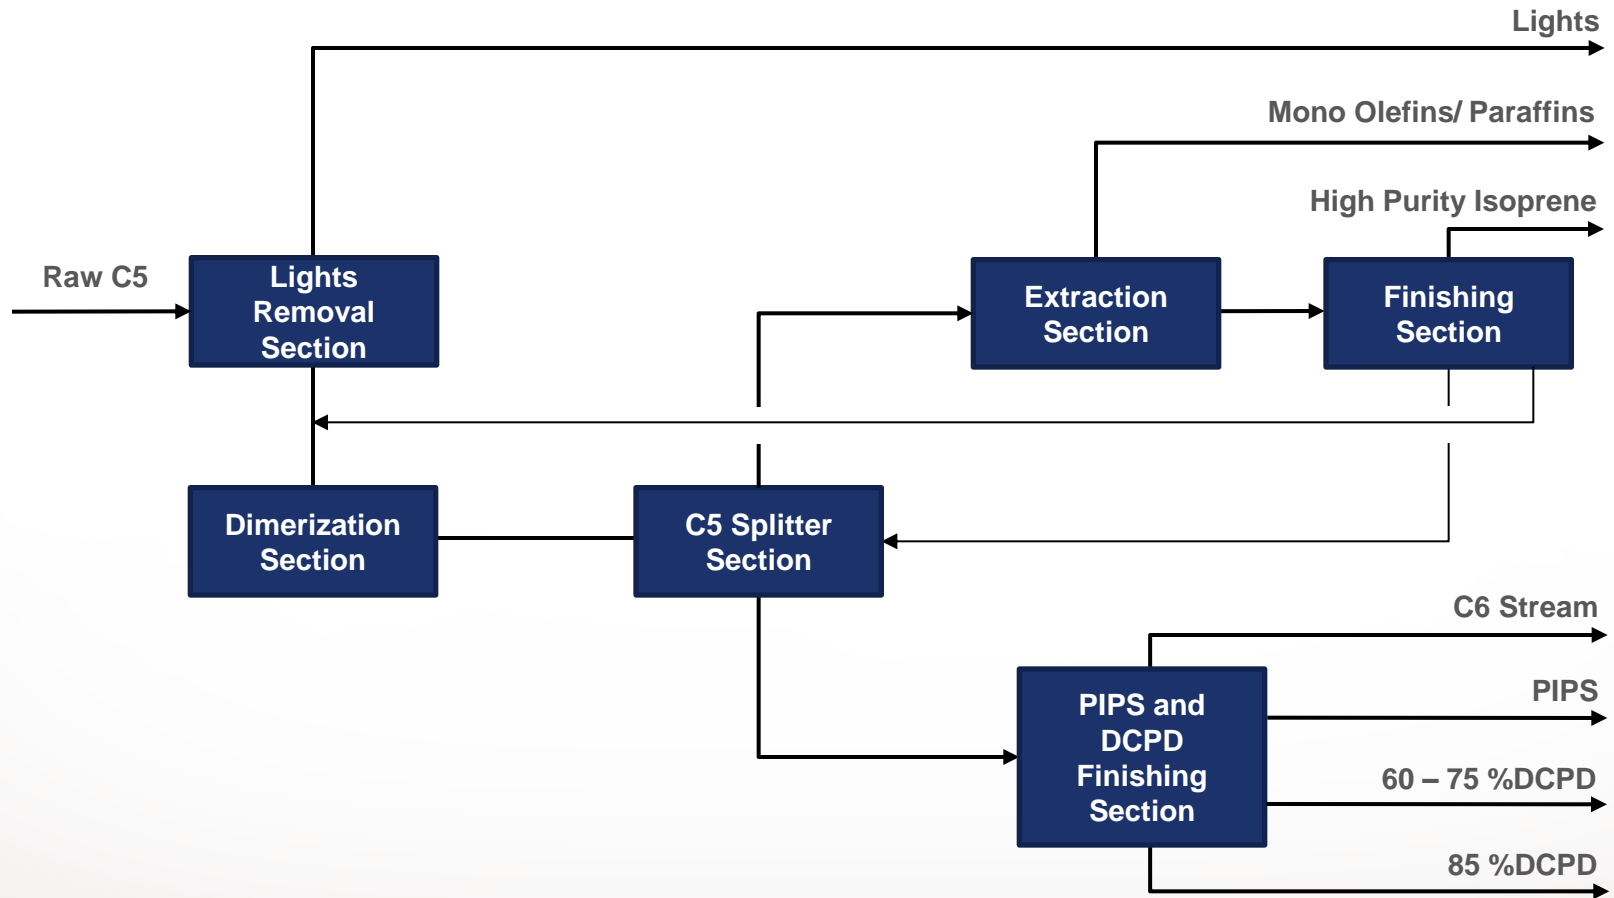 Lights
Mono Olefins/ Paraffins
High Purity Isoprene
Raw C5
Lights
Removal
Section
Extraction
Section
Finishing
Section
Dimerization
Section
C5 Splitter
Section
C6 Stream
PIPS
PIPS and
DCPD
Finishing
Section
60 – 75 %DCPD
85 %DCPD